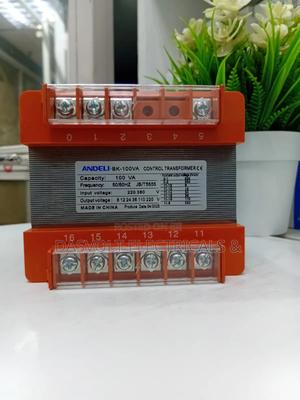 0 1 2 3 4 5
ANDELI BK-100VA CONTROL TRANSFORMER CE
Capacity: 100 VA
Frequency: 50/60HZ JB/T5555
Input voltage: 220 380 V
Output voltage: 6 12 24 36 110 220 V
MADE IN CHINA
16 15 14 13 12 11
ELECTRICALS &